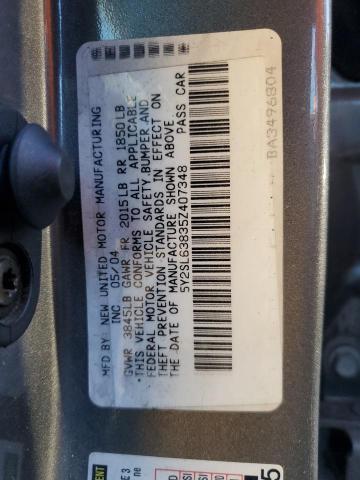 MFD BY: NEW UNITED MOTOR MANUFACTURING
INC 05/04
GVWR 3845LB GAWR FR 2015LB RR 1850LB
·THIS VEHICLE CONFORMS TO ALL APPLICABLE
FEDERAL MOTOR VEHICLE SAFETY,BUMPER,AND
THEFT PREVENTION STANDARDS IN EFFECT ON
THE DATE OF MANUFACTURE SHOWN ABOVE.
5Y2SL63835Z407348 PASS CAR
BA3496804